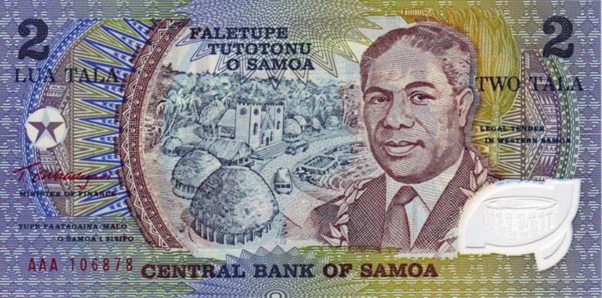 2
LUA TALA
FALETUPE
TUTOTONU
O SAMOA
2
TWO TALA
LEGAL TENDER
IN WESTERN SAMOA
MINISTER OF FINANCE
TUPE FAATAGAINA MALO
O SAMOA I SISIFO
AAA 106878
CENTRAL BANK OF SAMOA